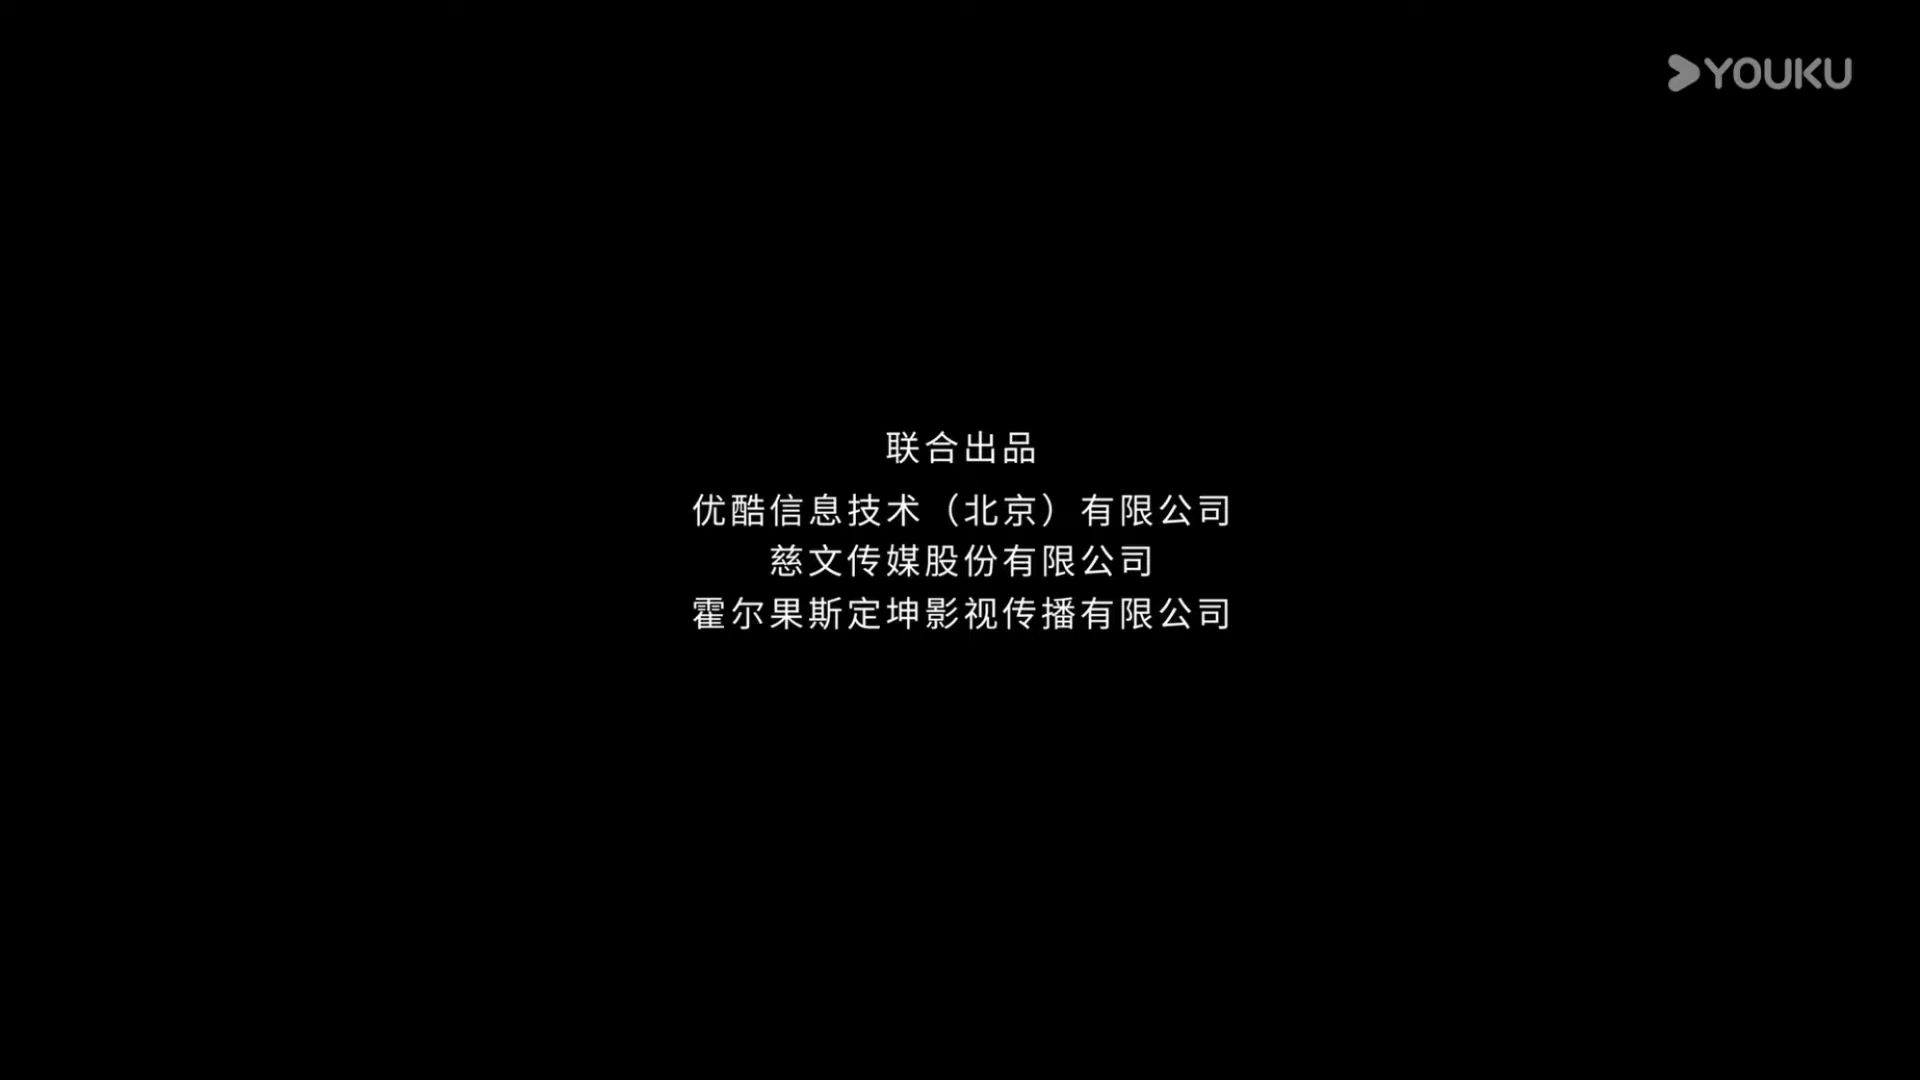 YOUKU
联合出品
优酷信息技术（北京）有限公司
慈文传媒股份有限公司
霍尔果斯定坤影视传播有限公司